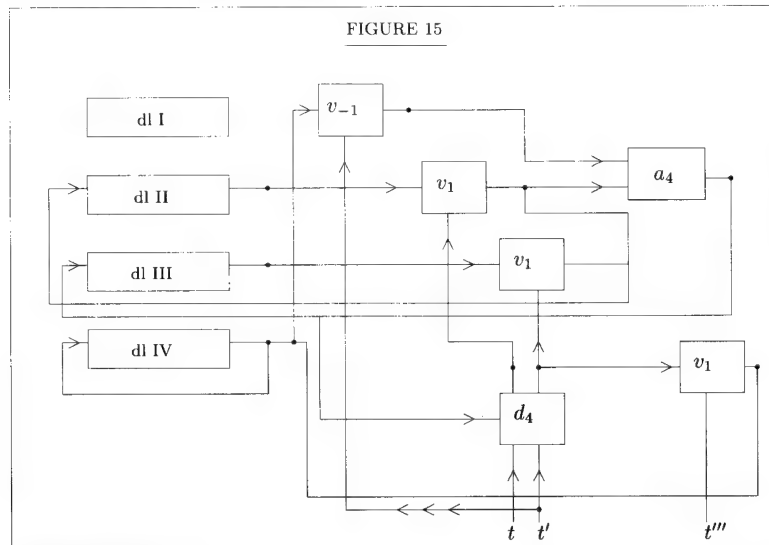 FIGURE 15
v₋₁
dl I
a₄
v₁
dl II
v₁
dl III
dl IV
v₁
d₄
t t′ t‴